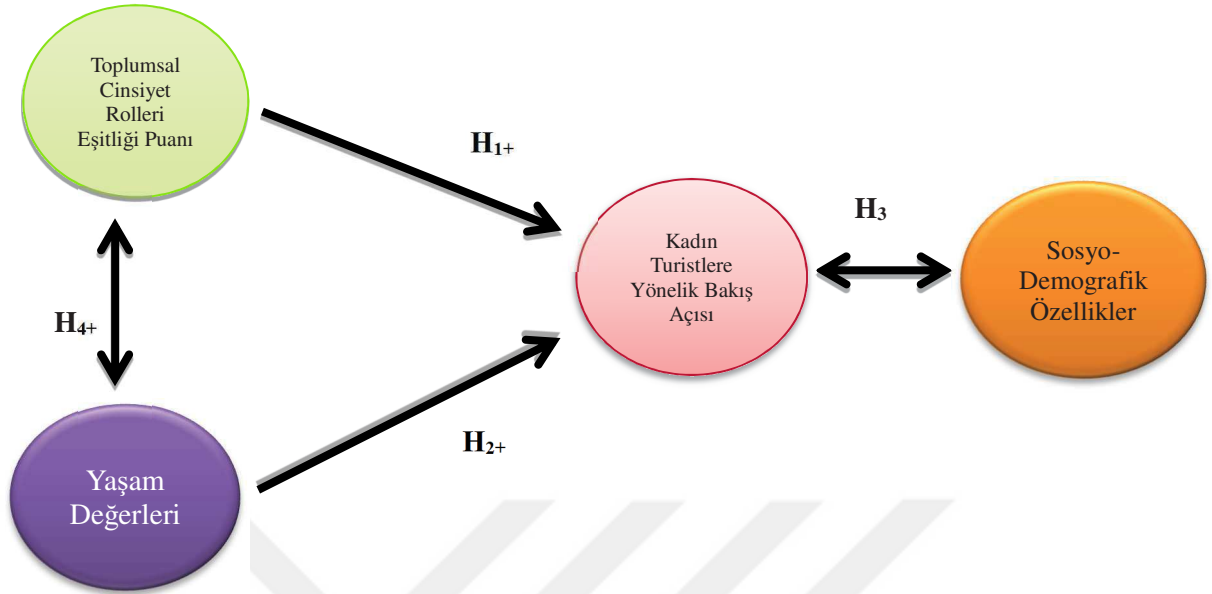 Toplumsal
Cinsiyet
Rolleri
Eşitliği Puanı
H1+
H3
Kadın
Turistlere
Yönelik Bakış
Açısı
Sosyo-
Demografik
Özellikler
H4+
H2+
Yaşam
Değerleri